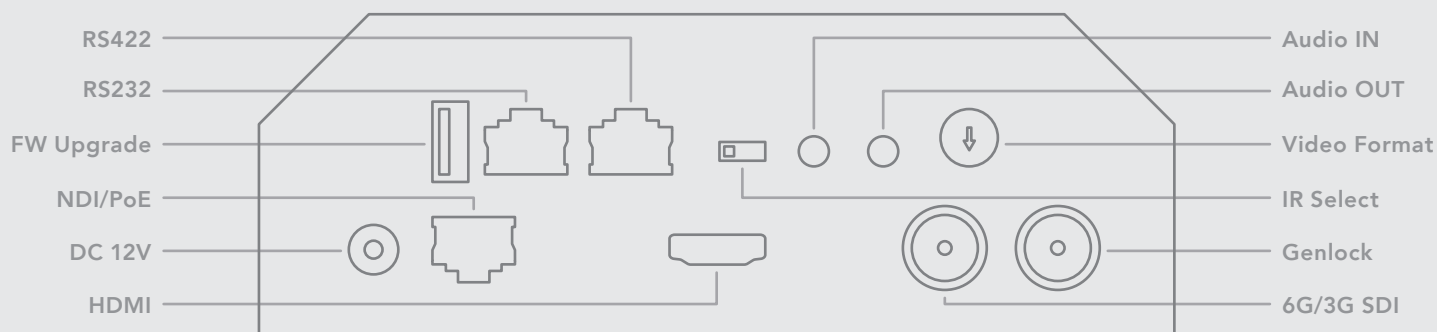 RS422
RS232
FW Upgrade
NDI/PoE
DC 12V
HDMI
Audio IN
Audio OUT
Video Format
IR Select
Genlock
6G/3G SDI